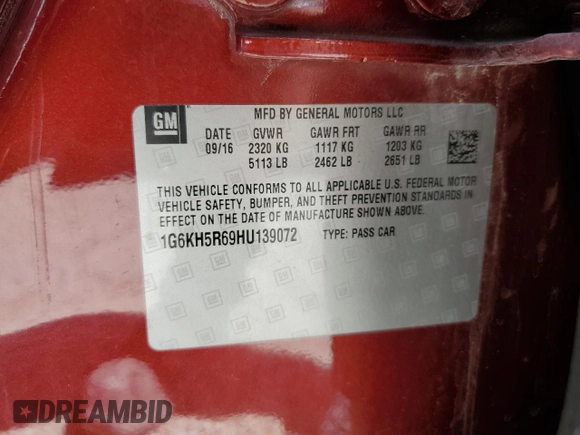 GM
MFD BY GENERAL MOTORS LLC
DATE GVWR GAWR FRT GAWR RR
09/16 2320 KG 1117 KG 1203 KG
5113 LB 2462 LB 2651 LB
THIS VEHICLE CONFORMS TO ALL APPLICABLE U.S. FEDERAL MOTOR
VEHICLE SAFETY, BUMPER, AND THEFT PREVENTION STANDARDS IN
EFFECT ON THE DATE OF MANUFACTURE SHOWN ABOVE.
1G6KH5R69HU139072 TYPE: PASS CAR
DREAMBID